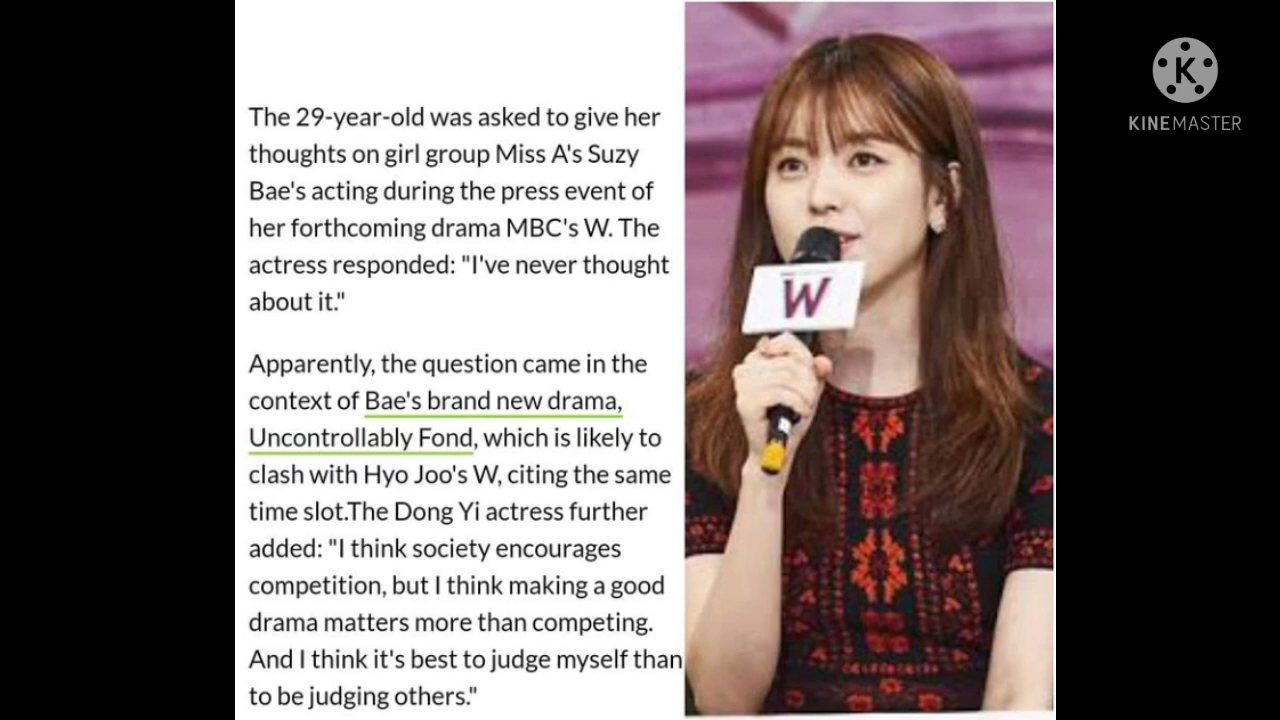 The 29-year-old was asked to give her
thoughts on girl group Miss A's Suzy
Bae's acting during the press event of
her forthcoming drama MBC's W. The
actress responded: "I've never thought
about it."
Apparently, the question came in the
context of Bae's brand new drama,
Uncontrollably Fond, which is likely to
clash with Hyo Joo's W, citing the same
time slot.The Dong Yi actress further
added: "I think society encourages
competition, but I think making a good
drama matters more than competing.
And I think it's best to judge myself than
to be judging others."
W
K
KINEMASTER